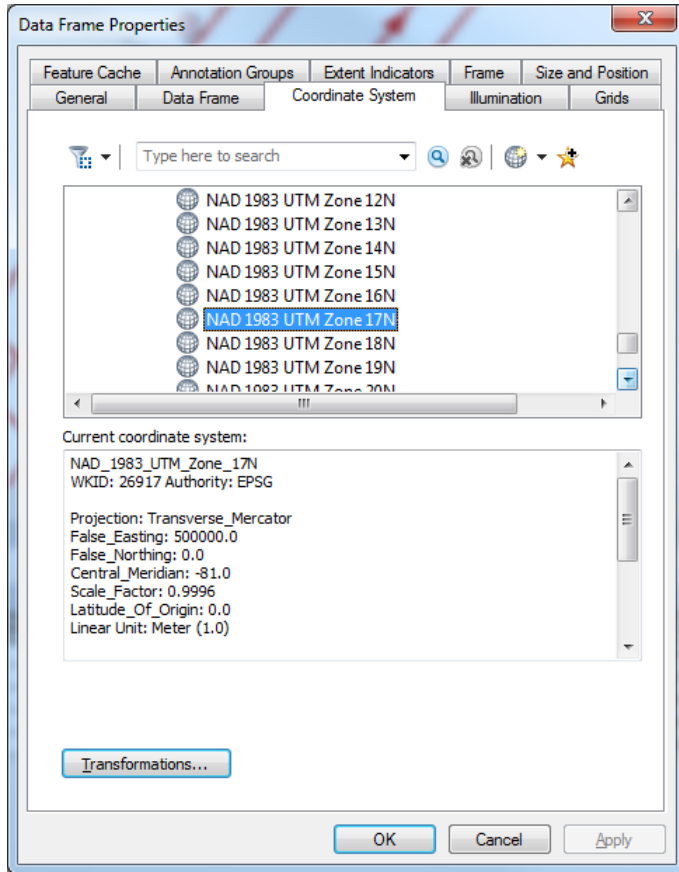 Data Frame Properties
Feature Cache Annotation Groups Extent Indicators Frame Size and Position
General Data Frame Coordinate System Illumination Grids
Type here to search
NAD 1983 UTM Zone 12N
NAD 1983 UTM Zone 13N
NAD 1983 UTM Zone 14N
NAD 1983 UTM Zone 15N
NAD 1983 UTM Zone 16N
NAD 1983 UTM Zone 17N
NAD 1983 UTM Zone 18N
NAD 1983 UTM Zone 19N
NAD 1983 UTM Zone 20N
Current coordinate system:
NAD_1983_UTM_Zone_17N
WKID: 26917 Authority: EPSG
Projection: Transverse_Mercator
False_Easting: 500000.0
False_Northing: 0.0
Central_Meridian: -81.0
Scale_Factor: 0.9996
Latitude_Of_Origin: 0.0
Linear Unit: Meter (1.0)
Transformations...
OK Cancel Apply